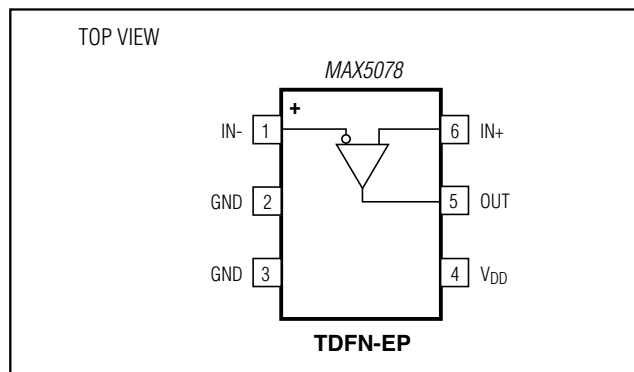 TOP VIEW
MAX5078
+
IN- 1
6 IN+
GND 2
5 OUT
GND 3
4 VDD
TDFN-EP